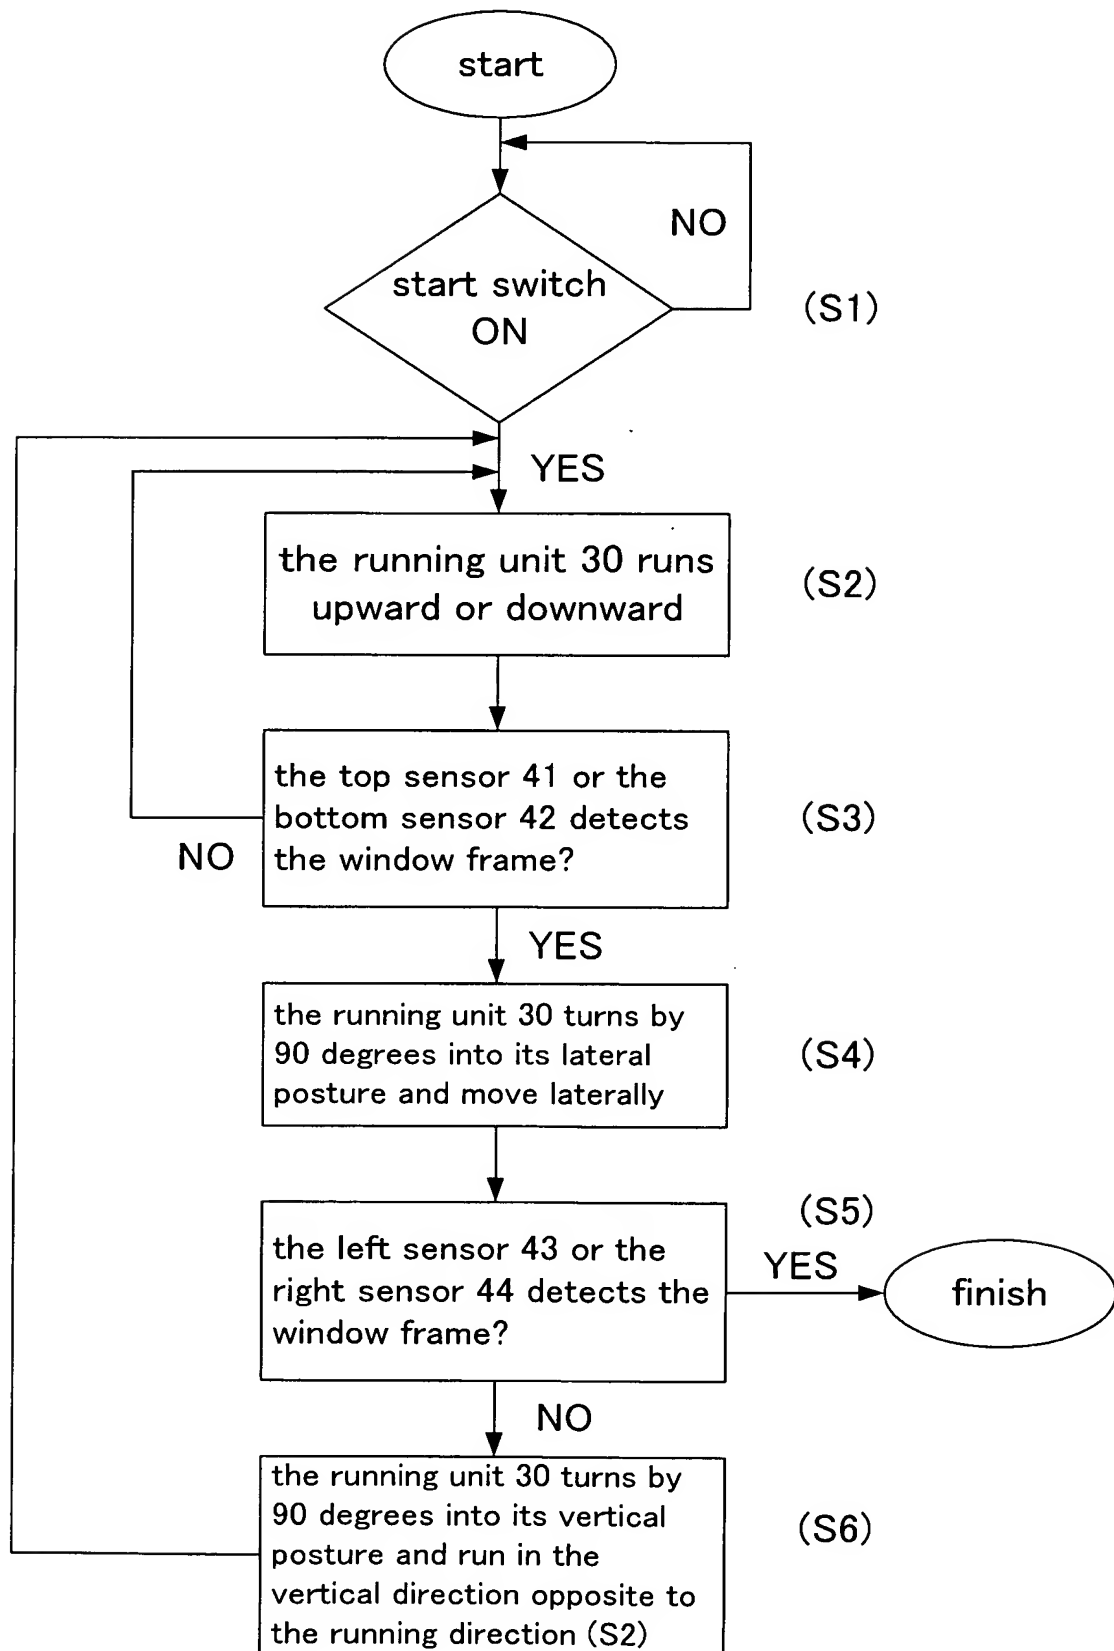 start
NO
start switch
ON
(S1)
YES
the running unit 30 runs
upward or downward
(S2)
the top sensor 41 or the
bottom sensor 42 detects
the window frame?
(S3)
NO
YES
the running unit 30 turns by
90 degrees into its lateral
posture and move laterally
(S4)
(S5)
the left sensor 43 or the
right sensor 44 detects the
window frame?
YES
finish
NO
the running unit 30 turns by
90 degrees into its vertical
posture and run in the
vertical direction opposite to
the running direction (S2)
(S6)